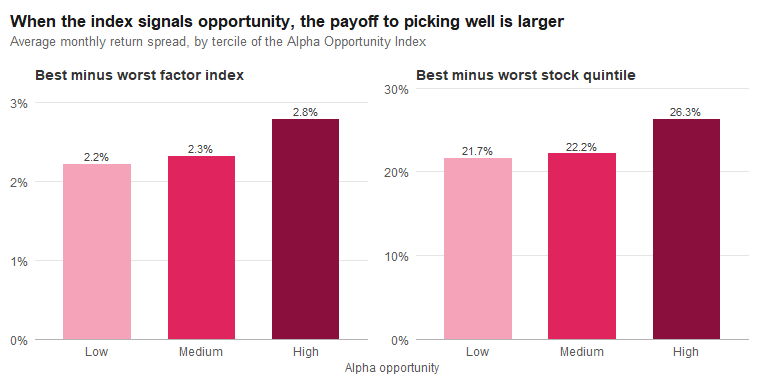 When the index signals opportunity, the payoff to picking well is larger
Average monthly return spread, by tercile of the Alpha Opportunity Index
Best minus worst factor index
3%
2%
1%
0%
2.2%
2.3%
2.8%
Low
Medium
High
Best minus worst stock quintile
30%
20%
10%
0%
21.7%
22.2%
26.3%
Low
Medium
High
Alpha opportunity